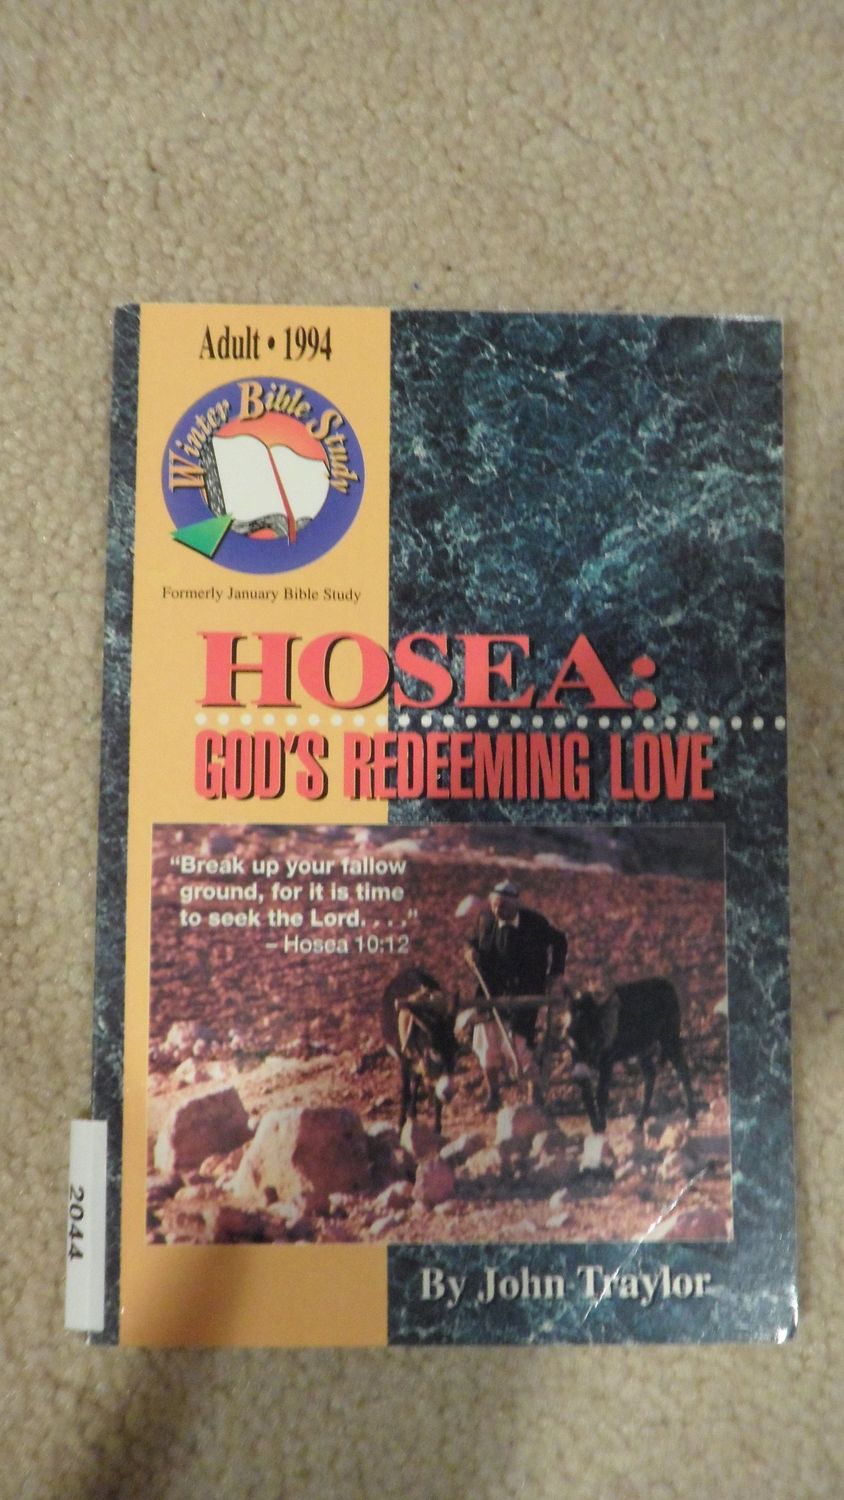 Adult • 1994
Winter Bible Study
Formerly January Bible Study
HOSEA:
GOD'S REDEEMING LOVE
“Break up your fallow
ground, for it is time
to seek the Lord. . . .”
– Hosea 10:12
2044
By John Traylor